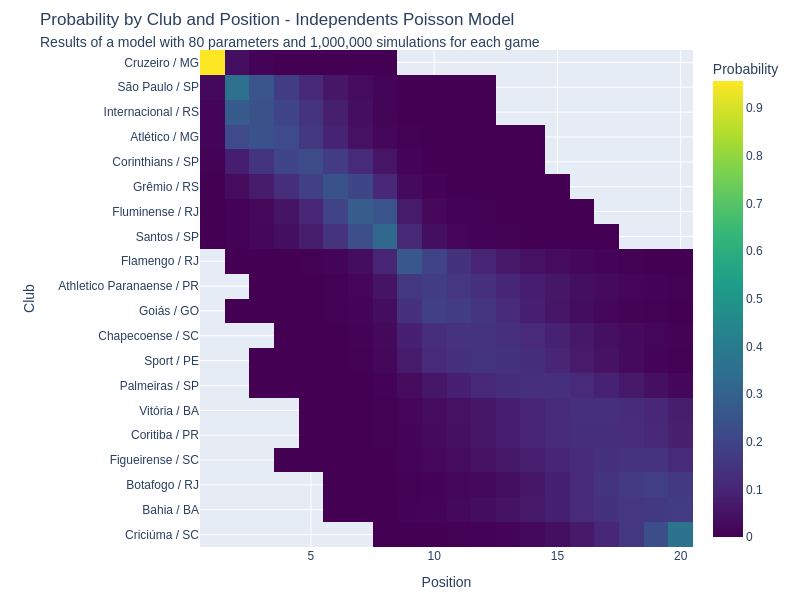 Probability by Club and Position - Independents Poisson Model
Results of a model with 80 parameters and 1,000,000 simulations for each game
Probability
Club
Cruzeiro / MG
São Paulo / SP
Internacional / RS
Atlético / MG
Corinthians / SP
Grêmio / RS
Fluminense / RJ
Santos / SP
Flamengo / RJ
Athletico Paranaense / PR
Goiás / GO
Chapecoense / SC
Sport / PE
Palmeiras / SP
Vitória / BA
Coritiba / PR
Figueirense / SC
Botafogo / RJ
Bahia / BA
Criciúma / SC
5 10 15 20
Position
0.9
0.8
0.7
0.6
0.5
0.4
0.3
0.2
0.1
0